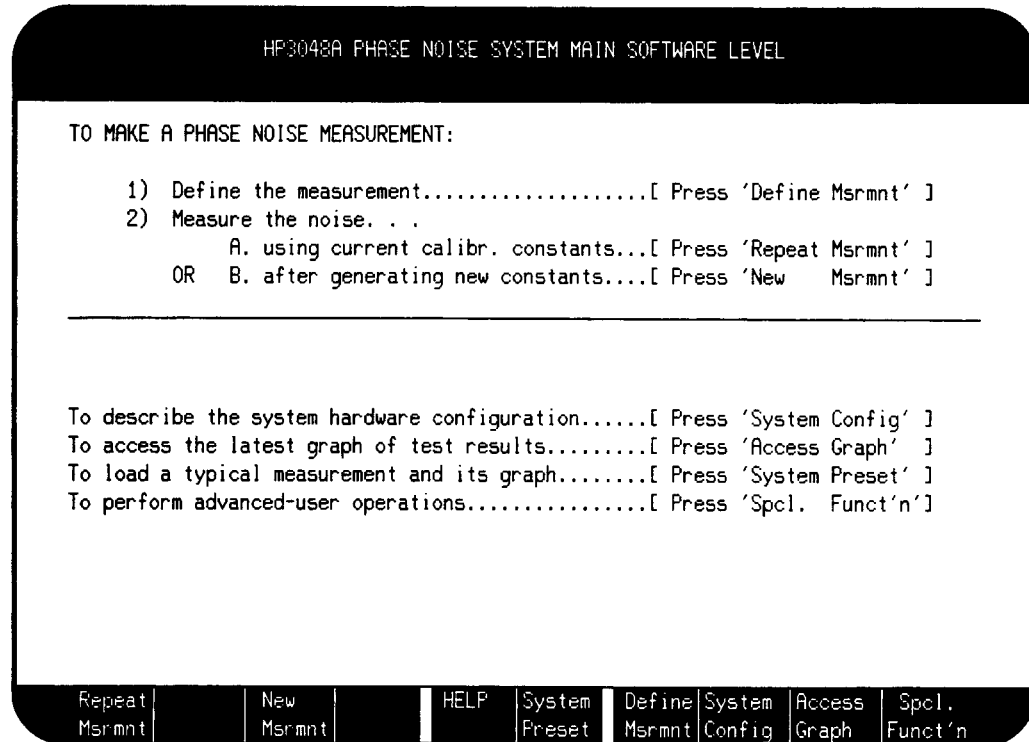 HP3048A PHASE NOISE SYSTEM MAIN SOFTWARE LEVEL
TO MAKE A PHASE NOISE MEASUREMENT:
1) Define the measurement....................[ Press 'Define Msrmnt' ]
2) Measure the noise. . .
A. using current calibr. constants...[ Press 'Repeat Msrmnt' ]
OR B. after generating new constants....[ Press 'New Msrmnt' ]
To describe the system hardware configuration......[ Press 'System Config' ]
To access the latest graph of test results.........[ Press 'Access Graph' ]
To load a typical measurement and its graph........[ Press 'System Preset' ]
To perform advanced-user operations................[ Press 'Spcl. Funct'n']
Repeat New HELP System Define System Access Spcl.
Msrmnt Msrmnt Preset Msrmnt Config Graph Funct'n